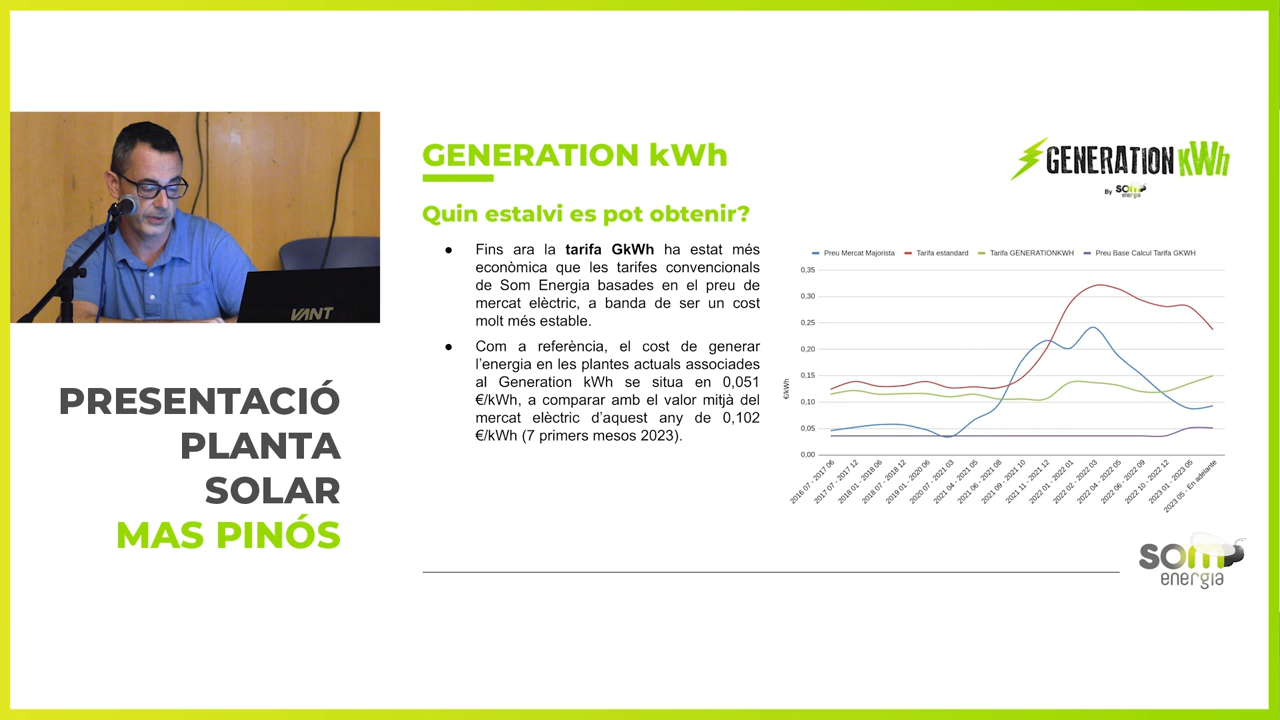 VANT
PRESENTACIÓ
PLANTA
SOLAR
MAS PINÓS
GENERATION kWh
Quin estalvi es pot obtenir?
● Fins ara la tarifa GkWh ha estat més
econòmica que les tarifes convencionals
de Som Energia basades en el preu de
mercat elèctric, a banda de ser un cost
molt més estable.
● Com a referència, el cost de generar
l'energia en les plantes actuals associades
al Generation kWh se situa en 0,051
€/kWh, a comparar amb el valor mitjà del
mercat elèctric d'aquest any de 0,102
€/kWh (7 primers mesos 2023).
GENERATION kWh
By SOM
energia
Preu Mercat Majorista Tarifa estandard Tarifa GENERATIONKWH Preu Base Calcul Tarifa GKWH
€/kWh
0,35
0,30
0,25
0,20
0,15
0,10
0,05
0,00
2016 07 - 2017 06
2017 07 - 2017 12
2018 01 - 2018 06
2018 07 - 2018 12
2019 01 - 2020 06
2020 07 - 2021 03
2021 04 - 2021 05
2021 06 - 2021 08
2021 09 - 2021 10
2021 11 - 2021 12
2022 01 - 2022 01
2022 02 - 2022 03
2022 04 - 2022 05
2022 06 - 2022 09
2022 10 - 2022 12
2023 01 - 2023 05
2023 05 - En adelante
som
energia